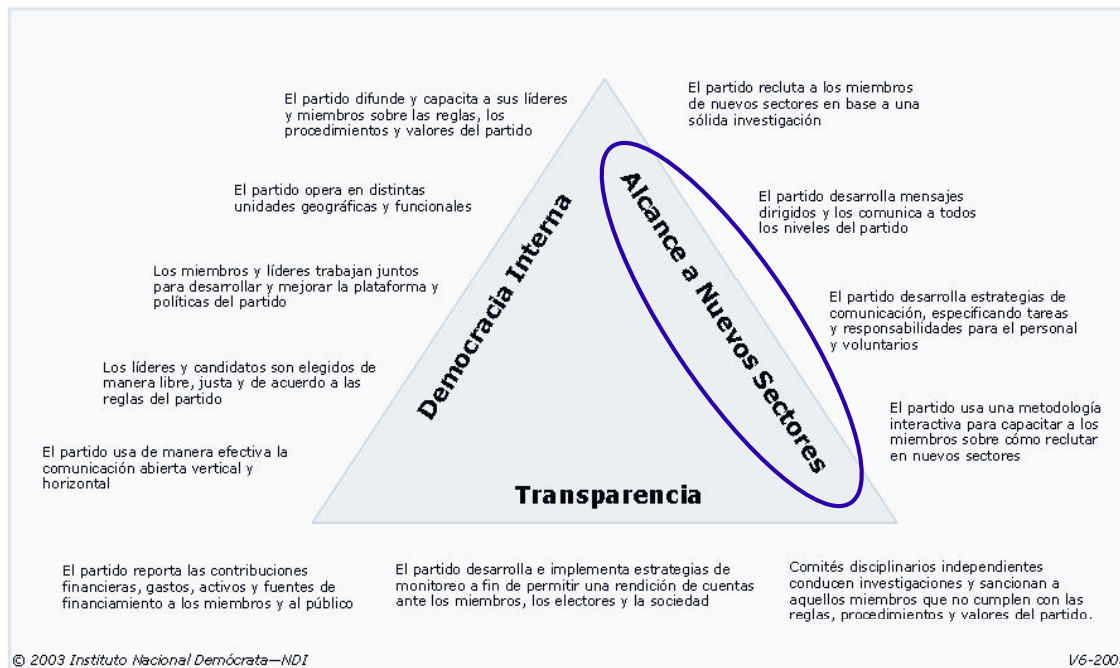 El partido difunde y capacita a sus líderes
y miembros sobre las reglas, los
procedimientos y valores del partido
El partido opera en distintas
unidades geográficas y funcionales
Los miembros y líderes trabajan juntos
para desarrollar y mejorar la plataforma y
políticas del partido
Los líderes y candidatos son elegidos de
manera libre, justa y de acuerdo a las
reglas del partido
El partido usa de manera efectiva la
comunicación abierta vertical y
horizontal
Democracia Interna
Alcance a Nuevos Sectores
Transparencia
El partido recluta a los miembros
de nuevos sectores en base a una
sólida investigación
El partido desarrolla mensajes
dirigidos y los comunica a todos
los niveles del partido
El partido desarrolla estrategias de
comunicación, especificando tareas
y responsabilidades para el personal
y voluntarios
El partido usa una metodología
interactiva para capacitar a los
miembros sobre cómo reclutar
en nuevos sectores
El partido reporta las contribuciones
financieras, gastos, activos y fuentes de
financiamiento a los miembros y al público
El partido desarrolla e implementa estrategias de
monitoreo a fin de permitir una rendición de cuentas
ante los miembros, los electores y la sociedad
Comités disciplinarios independientes
conducen investigaciones y sancionan a
aquellos miembros que no cumplen con las
reglas, procedimientos y valores del partido.
© 2003 Instituto Nacional Demócrata—NDI
V6-200